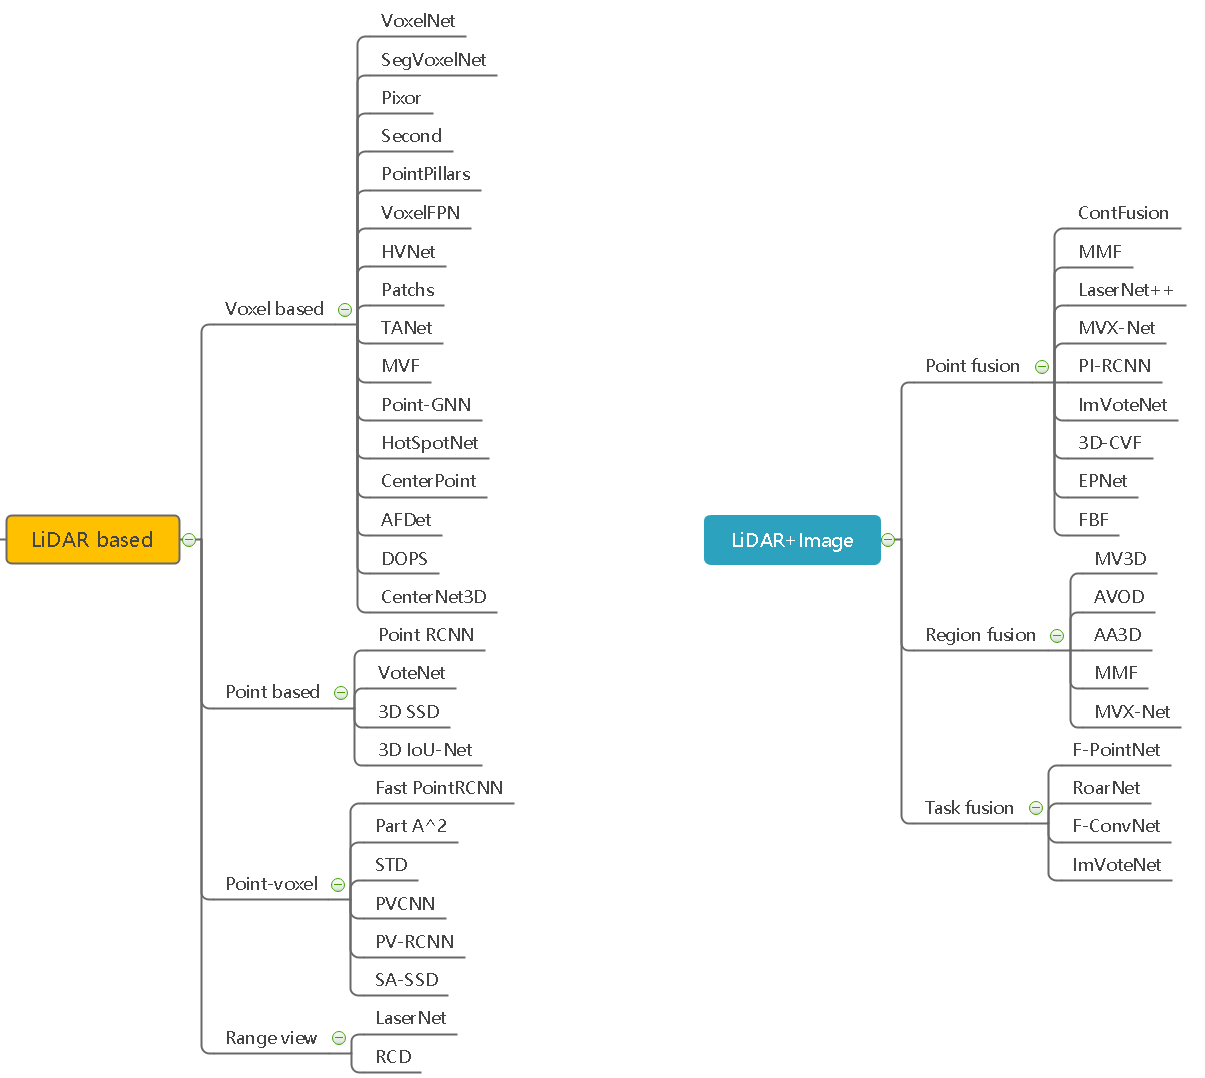 LiDAR based
Voxel based
VoxelNet
SegVoxelNet
Pixor
Second
PointPillars
VoxelFPN
HVNet
Patchs
TANet
MVF
Point-GNN
HotSpotNet
CenterPoint
AFDet
DOPS
CenterNet3D
Point based
Point RCNN
VoteNet
3D SSD
3D IoU-Net
Point-voxel
Fast PointRCNN
Part A^2
STD
PVCNN
PV-RCNN
SA-SSD
Range view
LaserNet
RCD
LiDAR+Image
Point fusion
ContFusion
MMF
LaserNet++
MVX-Net
PI-RCNN
ImVoteNet
3D-CVF
EPNet
FBF
Region fusion
MV3D
AVOD
AA3D
MMF
MVX-Net
Task fusion
F-PointNet
RoarNet
F-ConvNet
ImVoteNet